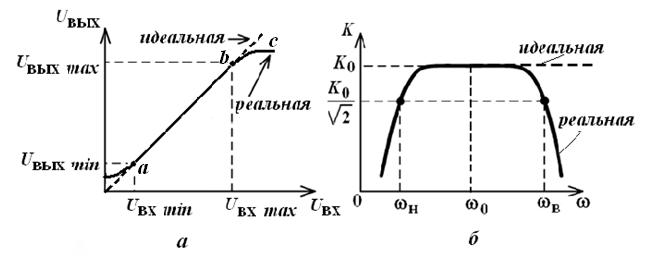 Uвых
идеальная
b
c
Uвых max
реальная
Uвых min
a
Uвх min
Uвх max
Uвх
а
K
идеальная
K0
K0
√2
реальная
0
ωн
ω0
ωв
ω
б